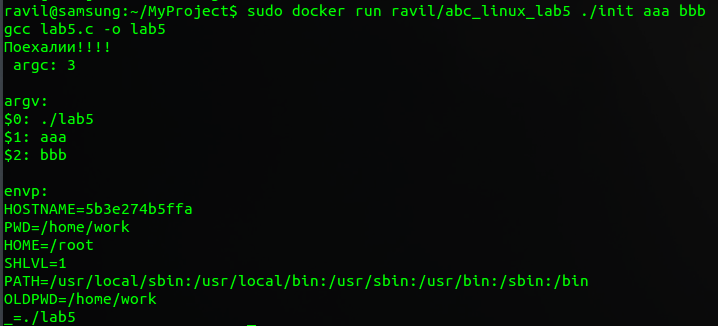 ravil@samsung:~/MyProject$ sudo docker run ravil/abc_linux_lab5 ./init aaa bbb
gcc lab5.c -o lab5
Поехалии!!!!
 argc: 3

argv:
$0: ./lab5
$1: aaa
$2: bbb

envp:
HOSTNAME=5b3e274b5ffa
PWD=/home/work
HOME=/root
SHLVL=1
PATH=/usr/local/sbin:/usr/local/bin:/usr/sbin:/usr/bin:/sbin:/bin
OLDPWD=/home/work
_=./lab5